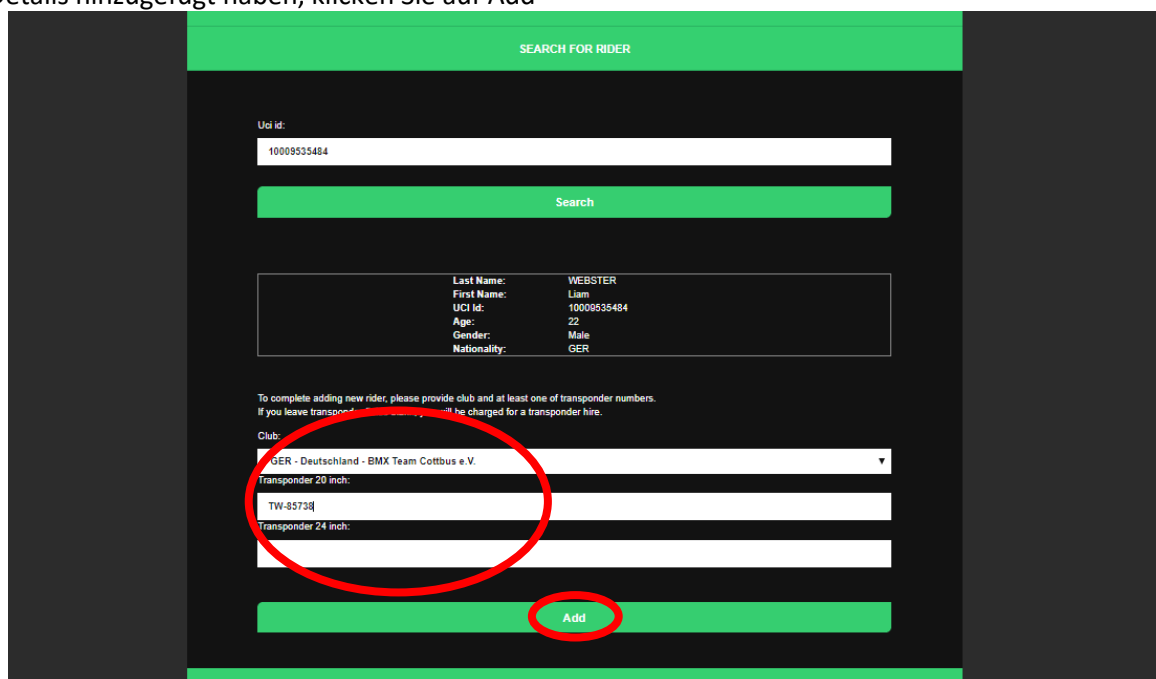 hinzugefügt haben, klicken Sie auf Add
SEARCH FOR RIDER
Uci id:
10009535484
Search
Last Name: WEBSTER
First Name: Liam
UCI Id: 10009535484
Age: 22
Gender: Male
Nationality: GER
To complete adding new rider, please provide club and at least one of transponder numbers.
If you leave will be charged for a transponder hire.
Club:
GER - Deutschland - BMX Team Cottbus e.V.
Transponder 20 inch:
TW-85738
Transponder 24 inch:
Add